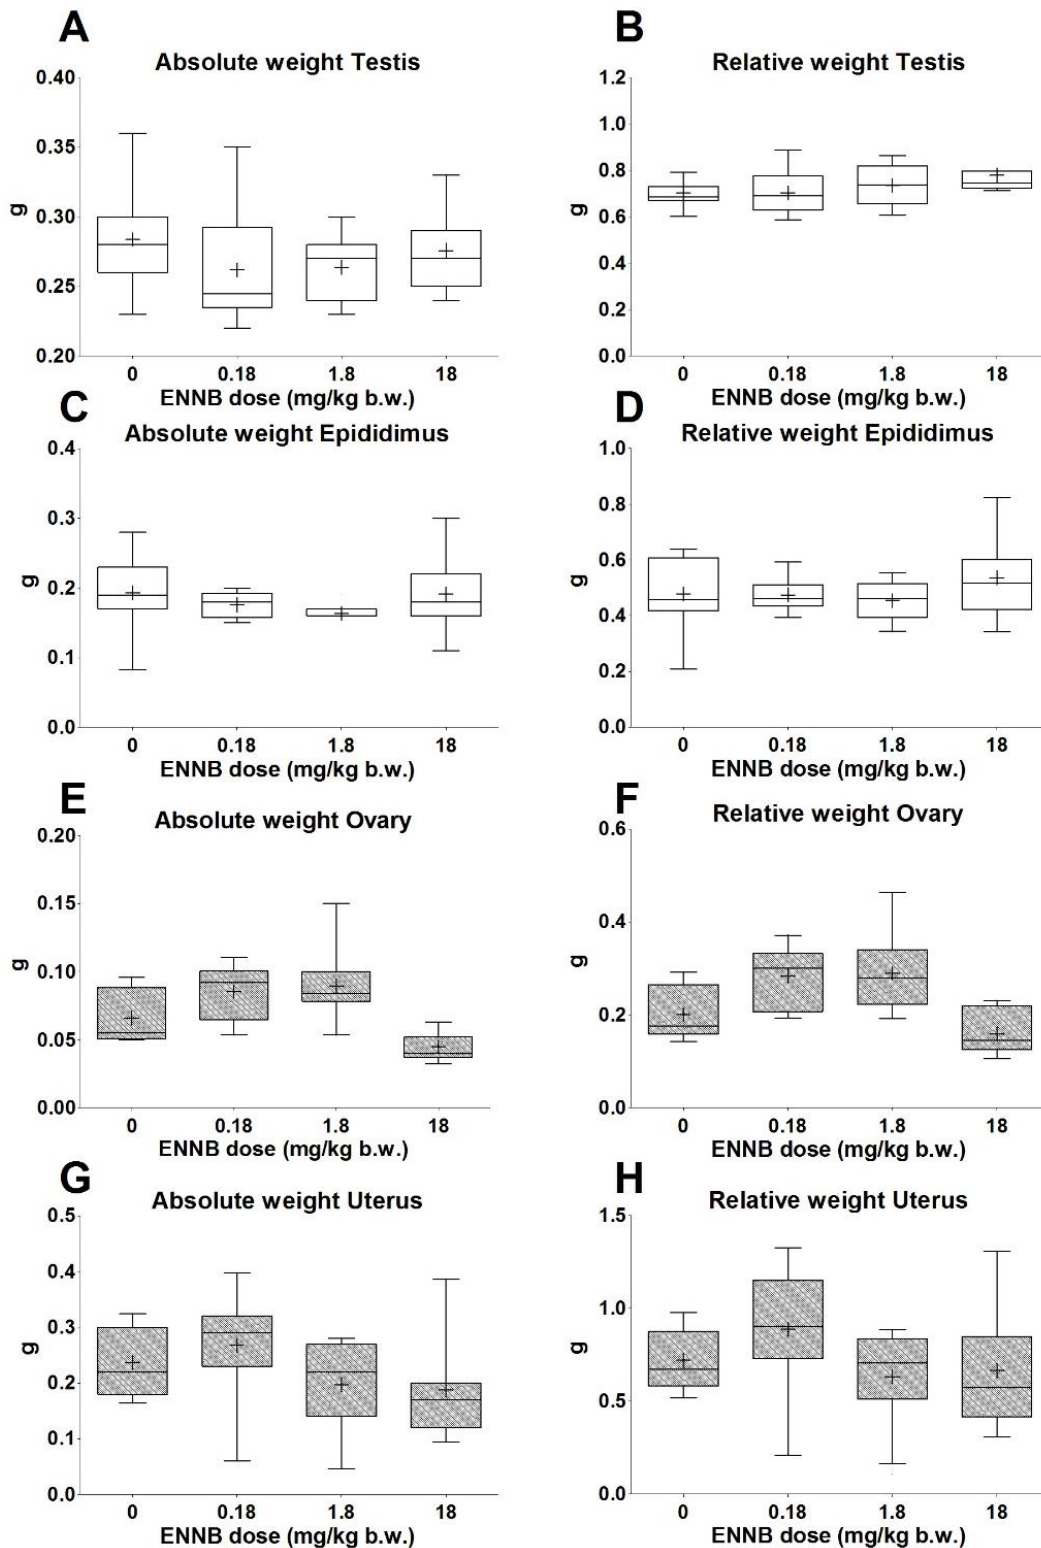 A
Absolute weight Testis
0.40
0.35
0.30
0.25
0.20
g
0
0.18
1.8
18
ENNB dose (mg/kg b.w.)
B
Relative weight Testis
1.2
1.0
0.8
0.6
0.4
0.2
0.0
g
0
0.18
1.8
18
ENNB dose (mg/kg b.w.)
C
Absolute weight Epididimus
0.4
0.3
0.2
0.1
0.0
g
0
0.18
1.8
18
ENNB dose (mg/kg b.w.)
D
Relative weight Epididimus
1.0
0.8
0.6
0.4
0.2
0.0
g
0
0.18
1.8
18
ENNB dose (mg/kg b.w.)
E
Absolute weight Ovary
0.20
0.15
0.10
0.05
0.00
g
0
0.18
1.8
18
ENNB dose (mg/kg b.w.)
F
Relative weight Ovary
0.6
0.4
0.2
0.0
g
0
0.18
1.8
18
ENNB dose (mg/kg b.w.)
G
Absolute weight Uterus
0.5
0.4
0.3
0.2
0.1
0.0
g
0
0.18
1.8
18
ENNB dose (mg/kg b.w.)
H
Relative weight Uterus
1.5
1.0
0.5
0.0
g
0
0.18
1.8
18
ENNB dose (mg/kg b.w.)